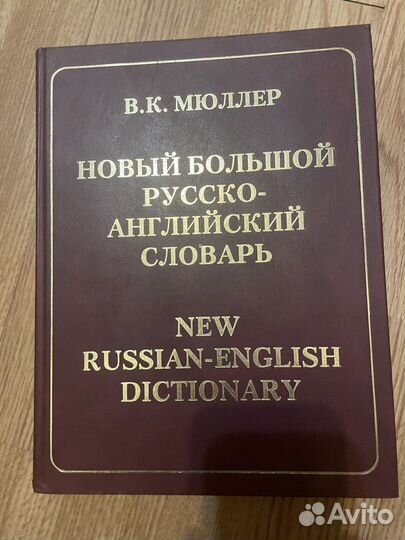 В.К. МЮЛЛЕР
НОВЫЙ БОЛЬШОЙ
РУССКО-
АНГЛИЙСКИЙ
СЛОВАРЬ
NEW
RUSSIAN-ENGLISH
DICTIONARY
Avito